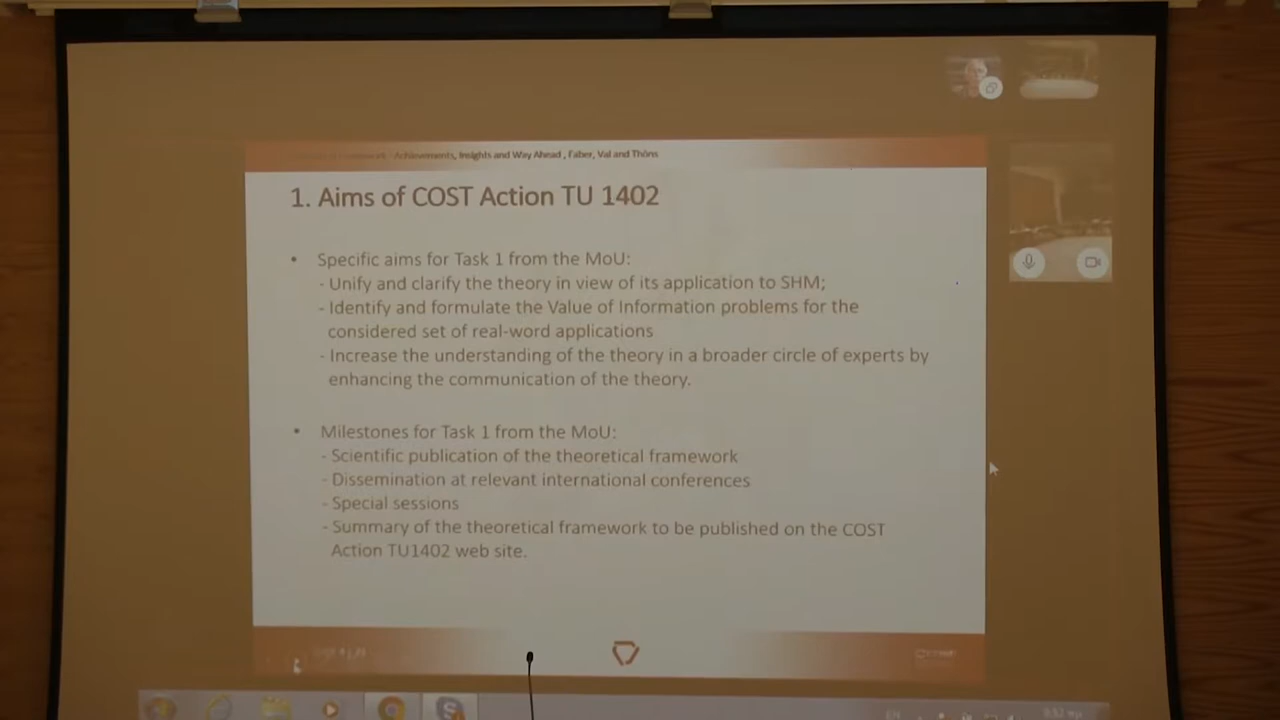 Achievements, Insights and Way Ahead , Faber, Val and Thöns
1. Aims of COST Action TU 1402
• Specific aims for Task 1 from the MoU:
- Unify and clarify the theory in view of its application to SHM;
- Identify and formulate the Value of Information problems for the
considered set of real-word applications
- Increase the understanding of the theory in a broader circle of experts by
enhancing the communication of the theory.
• Milestones for Task 1 from the MoU:
- Scientific publication of the theoretical framework
- Dissemination at relevant international conferences
- Special sessions
- Summary of the theoretical framework to be published on the COST
Action TU1402 web site.
EN